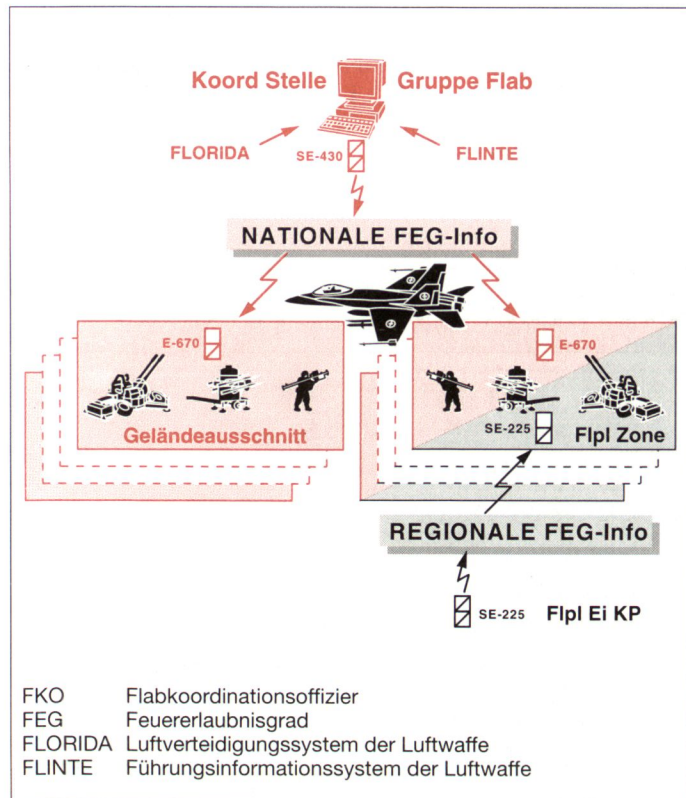 Koord Stelle Gruppe Flab
FLORIDA SE-430 FLINTE
NATIONALE FEG-Info
E-670 E-670
SE-225
Geländeausschnitt Flpl Zone
REGIONALE FEG-Info
SE-225 Flpl Ei KP
FKO Flabkoordinationsoffizier
FEG Feuererlaubnisgrad
FLORIDA Luftverteidigungssystem der Luftwaffe
FLINTE Führungsinformationssystem der Luftwaffe